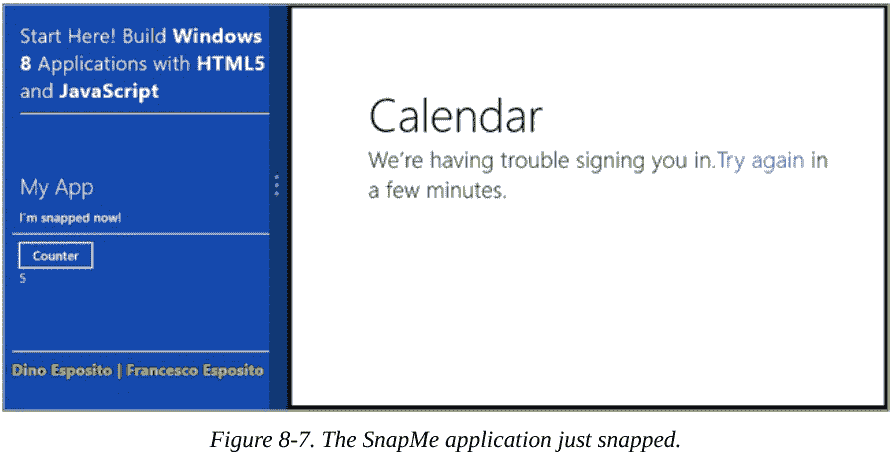 Start Here! Build Windows
8 Applications with HTML5
and JavaScript
My App
I'm snapped now!
Counter
5
Dino Esposito | Francesco Esposito
Calendar
We're having trouble signing you in.Try again in
a few minutes.
Figure 8-7. The SnapMe application just snapped.